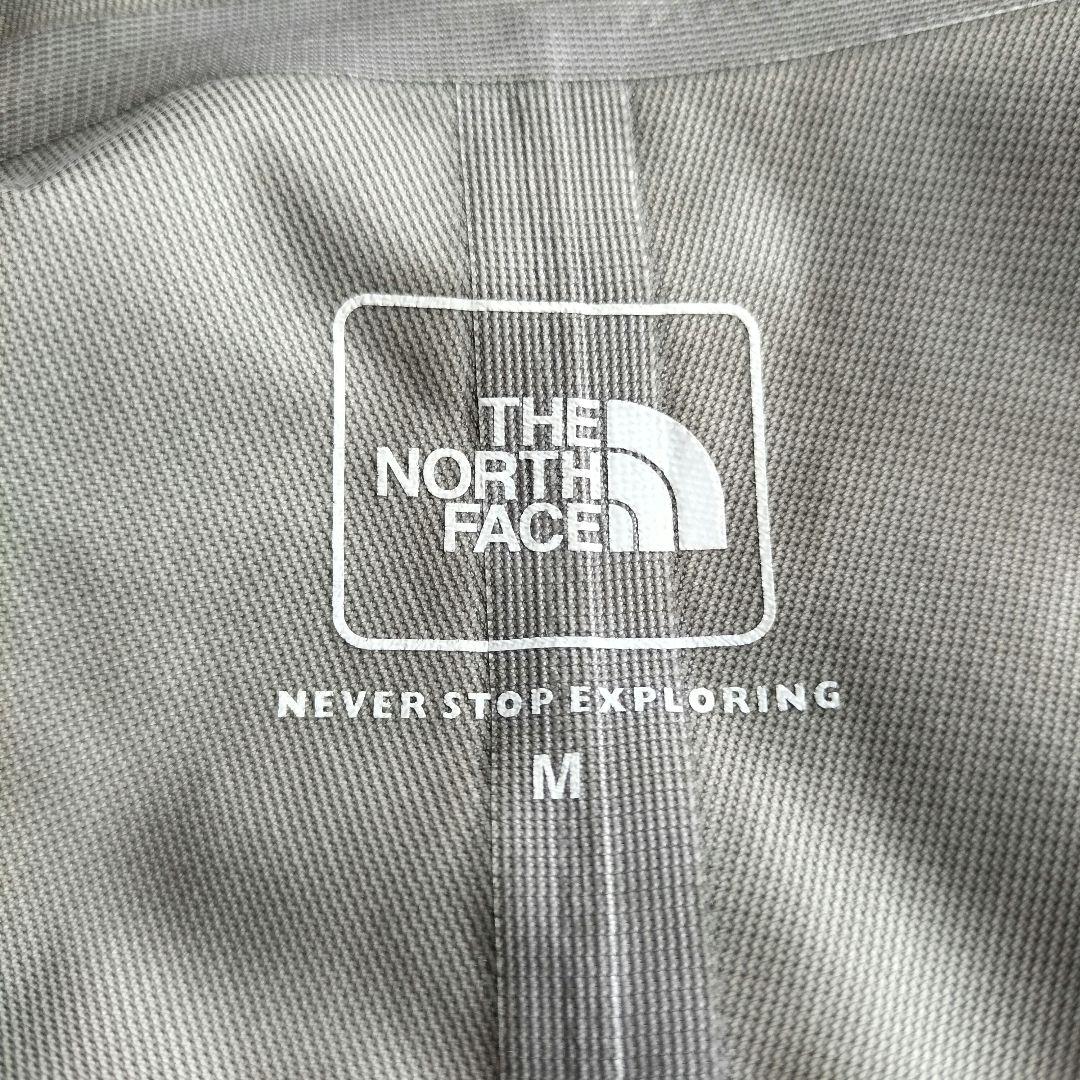 THE
NORTH
FACE
NEVER STOP EXPLORING
M